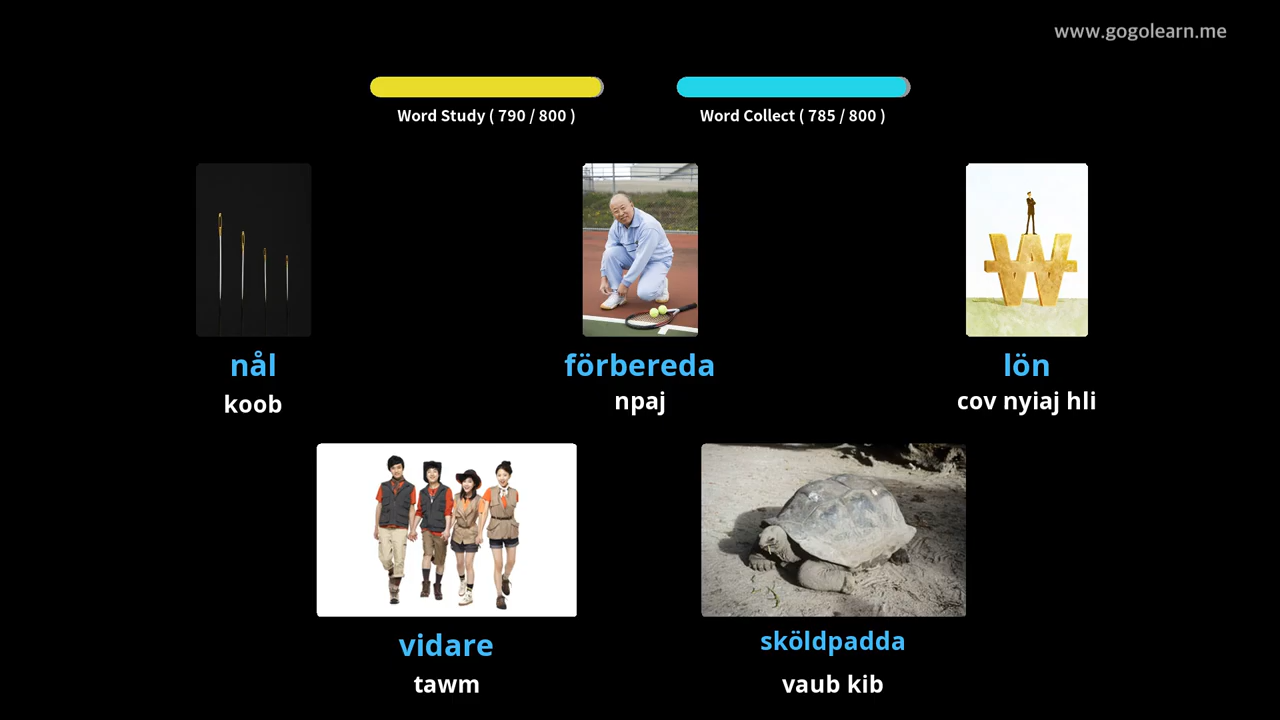 www.gogolearn.me
Word Study ( 790 / 800 )
Word Collect ( 785 / 800 )
nål
koob
förbereda
npaj
lön
cov nyiaj hli
vidare
tawm
sköldpadda
vaub kib